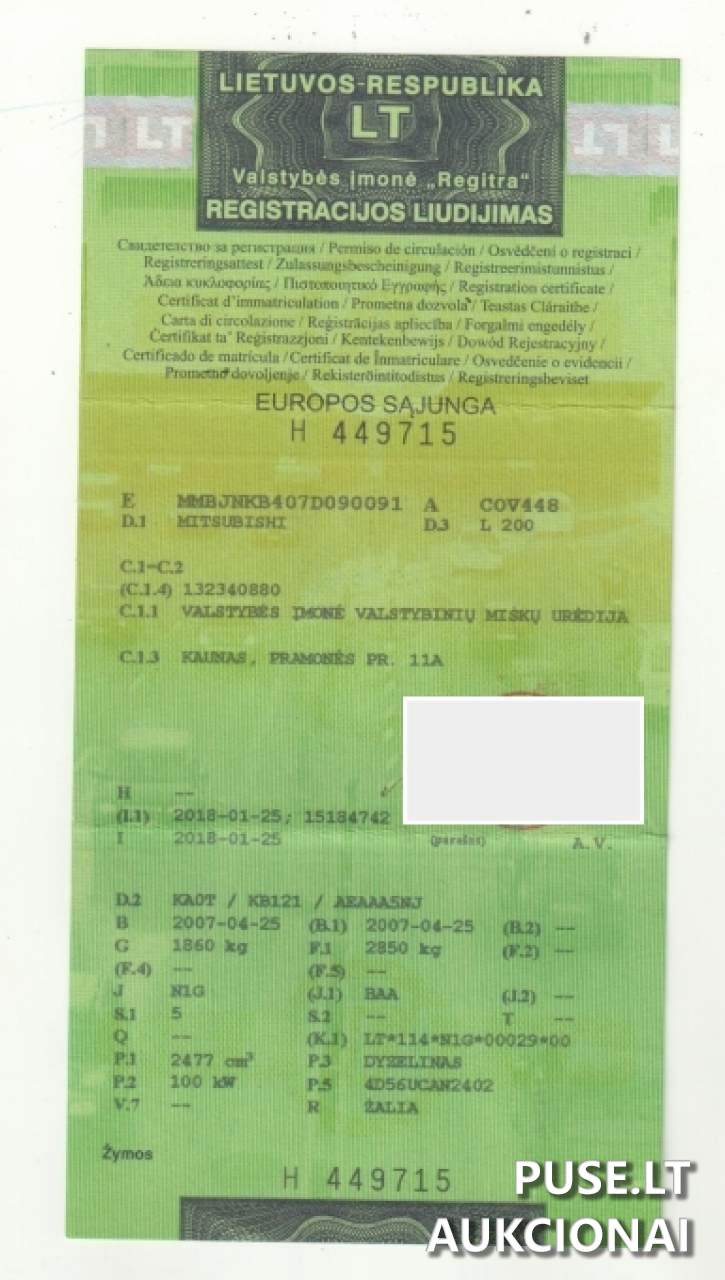 LIETUVOS RESPUBLIKA
LT
LT
LT
Valstybės įmonė „Regitra“
REGISTRACIJOS LIUDIJIMAS
Свидетелство за регистрация / Permiso de circulación / Osvědčení o registraci /
Registreringsattest / Zulassungsbescheinigung / Registreerimistunnistus /
Άδεια κυκλοφορίας / Πιστοποιητικό Εγγραφής / Registration certificate /
Certificat d'immatriculation / Prometna dozvola / Teastas Cláraithe /
Carta di circolazione / Reģistrācijas apliecība / Forgalmi engedély /
Ċertifikat ta' Reġistrazzjoni / Kentekenbewijs / Dowód Rejestracyjny /
Certificado de matrícula / Certificat de Înmatriculare / Osvedčenie o evidencii /
Prometno dovoljenje / Rekisteröintitodistus / Registreringsbeviset
EUROPOS SĄJUNGA
H 449715
E MMBJNKB407D090091 A COV448
D.1 MITSUBISHI D.3 L 200
C.1=C.2
(C.1.4) 132340880
C.1.1 VALSTYBĖS ĮMONĖ VALSTYBINIŲ MIŠKŲ URĖDIJA
C.1.3 KAUNAS, PRAMONĖS PR. 11A
H --
(I.1) 2018-01-25; 15184742
I 2018-01-25 (parašas) A.V.
D.2 KA0T / KB121 / AEAAA5NJ
B 2007-04-25 (B.1) 2007-04-25 (B.2) --
G 1860 kg F.1 2850 kg (F.2) --
(F.4) -- (F.5) --
J N1G (J.1) BAA (J.2) --
S.1 5 S.2 -- T --
Q -- (K.1) LT*114*N1G*00029*00
P.1 2477 cm³ P.3 DYZELINAS
P.2 100 kW P.5 4D56UCAN2402
V.7 -- R ŽALIA
Žymos
H 449715
PUSE.LT
AUKCIONAI